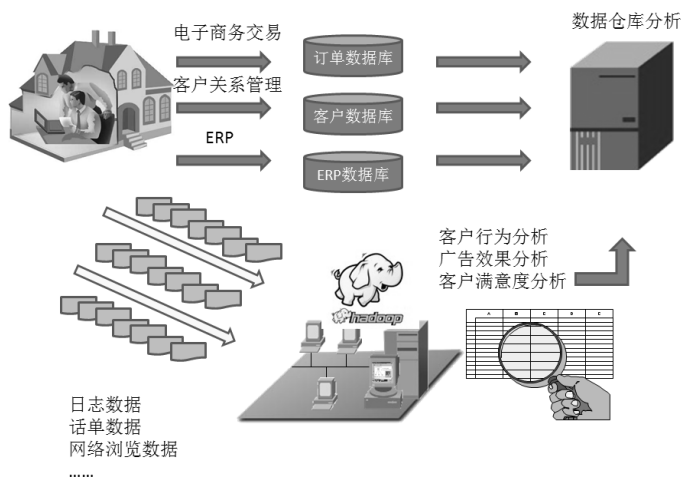 数据仓库分析
电子商务交易
订单数据库
客户关系管理
客户数据库
ERP
ERP数据库
客户行为分析
广告效果分析
客户满意度分析
hadoop
A B C D E
日志数据
话单数据
网络浏览数据
……